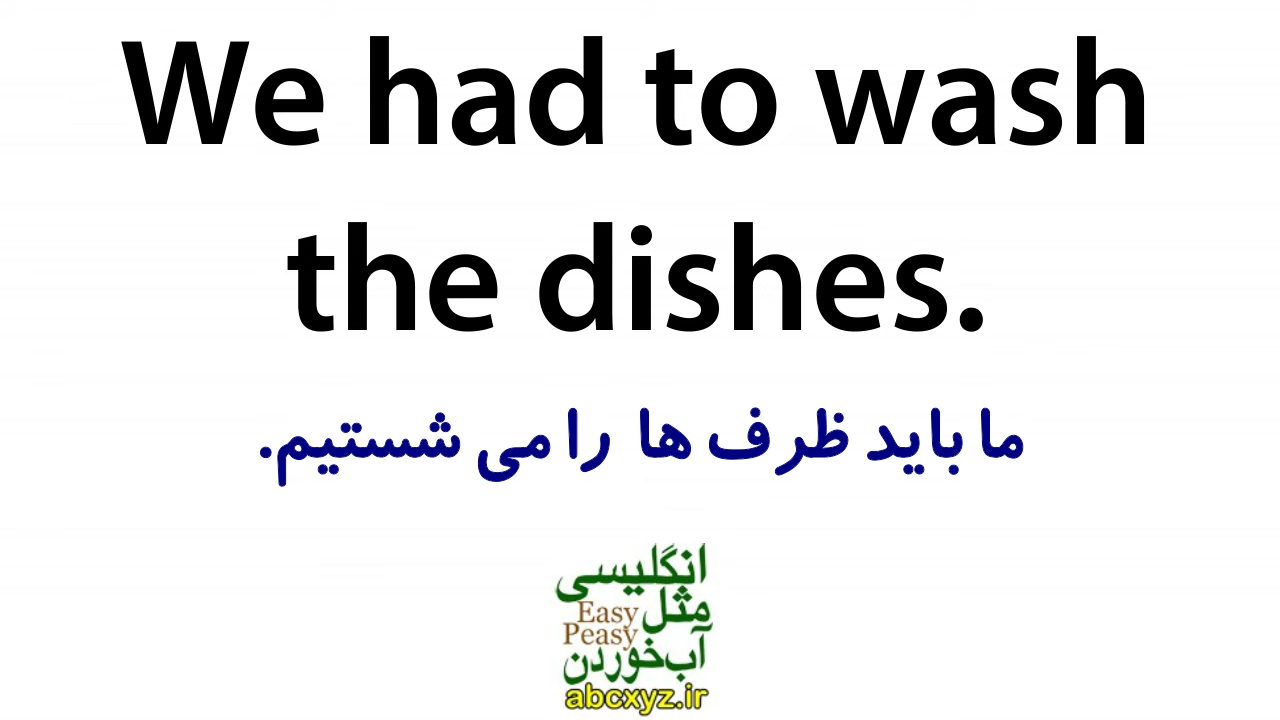 We had to wash
the dishes.
ما باید ظرف ها را می شستیم.
انگلیسی
مثل Easy
Peasy
آب‌خوردن
abcxyz.ir